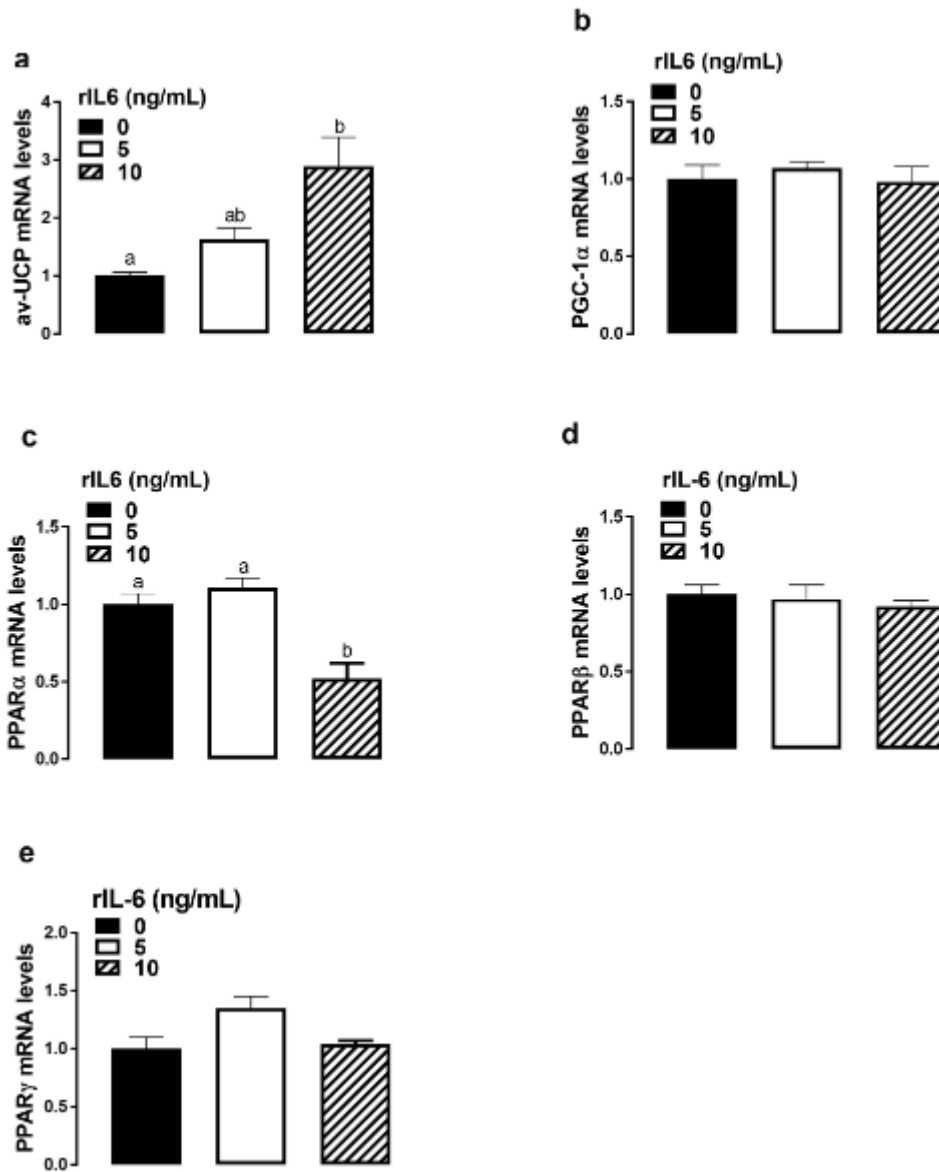 a
rIL6 (ng/mL)
0
5
10
av-UCP mRNA levels
4
3
2
1
0
a
ab
b
b
rIL6 (ng/mL)
0
5
10
PGC-1α mRNA levels
1.5
1.0
0.5
0.0
c
rIL6 (ng/mL)
0
5
10
PPARα mRNA levels
1.5
1.0
0.5
0.0
a
a
b
d
rIL-6 (ng/mL)
0
5
10
PPARβ mRNA levels
1.5
1.0
0.5
0.0
e
rIL-6 (ng/mL)
0
5
10
PPARγ mRNA levels
2.0
1.5
1.0
0.5
0.0